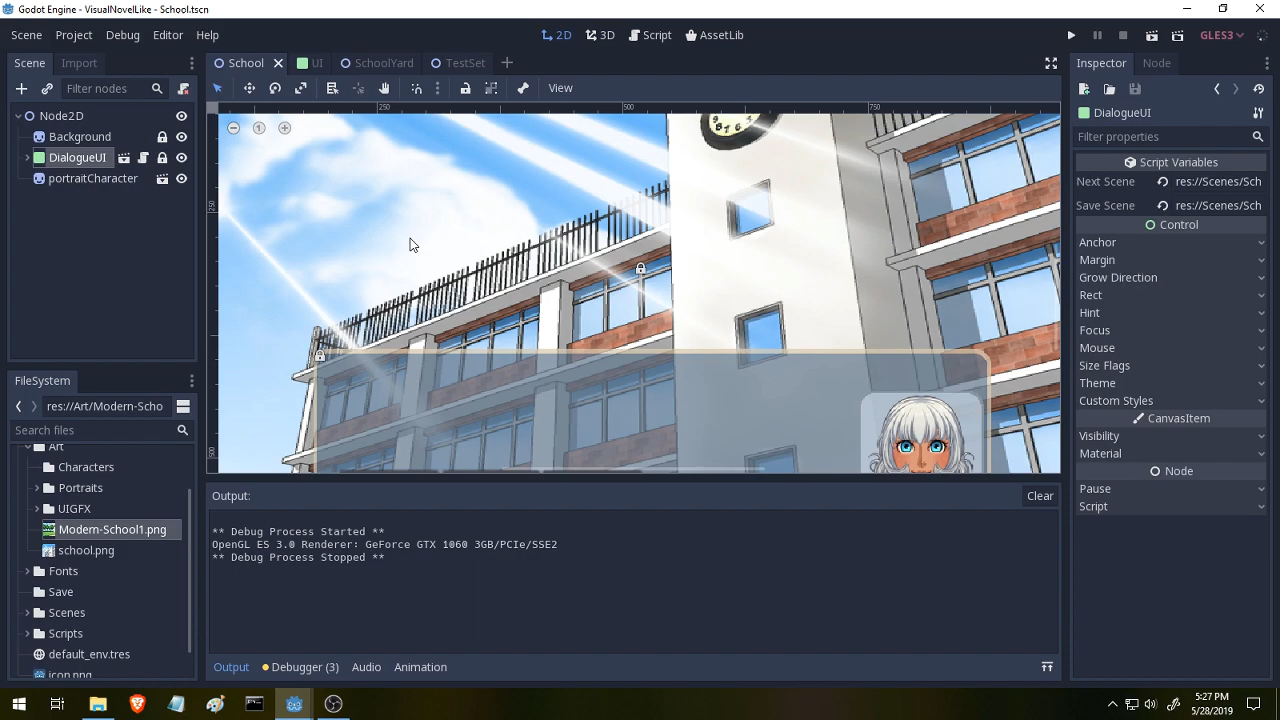 Godot Engine - VisualNovelLike - School.tscn
Scene Project Debug Editor Help
2D 3D Script AssetLib
GLES3
Scene Import
Filter nodes
Node2D
Background
DialogueUI
portraitCharacter
FileSystem
res://Art/Modern-Scho
Search files
Art
Characters
Portraits
UIGFX
Modern-School1.png
school.png
Fonts
Save
Scenes
Scripts
default_env.tres
icon.png
School UI SchoolYard TestSet
View
250 500 750
250
500
1
Output:
Clear
** Debug Process Started **
OpenGL ES 3.0 Renderer: GeForce GTX 1060 3GB/PCIe/SSE2
** Debug Process Stopped **
Output Debugger (3) Audio Animation
Inspector Node
DialogueUI
Filter properties
Script Variables
Next Scene res://Scenes/Sch
Save Scene res://Scenes/Sch
Control
Anchor
Margin
Grow Direction
Rect
Hint
Focus
Mouse
Size Flags
Theme
Custom Styles
CanvasItem
Visibility
Material
Node
Pause
Script
5:27 PM
5/28/2019